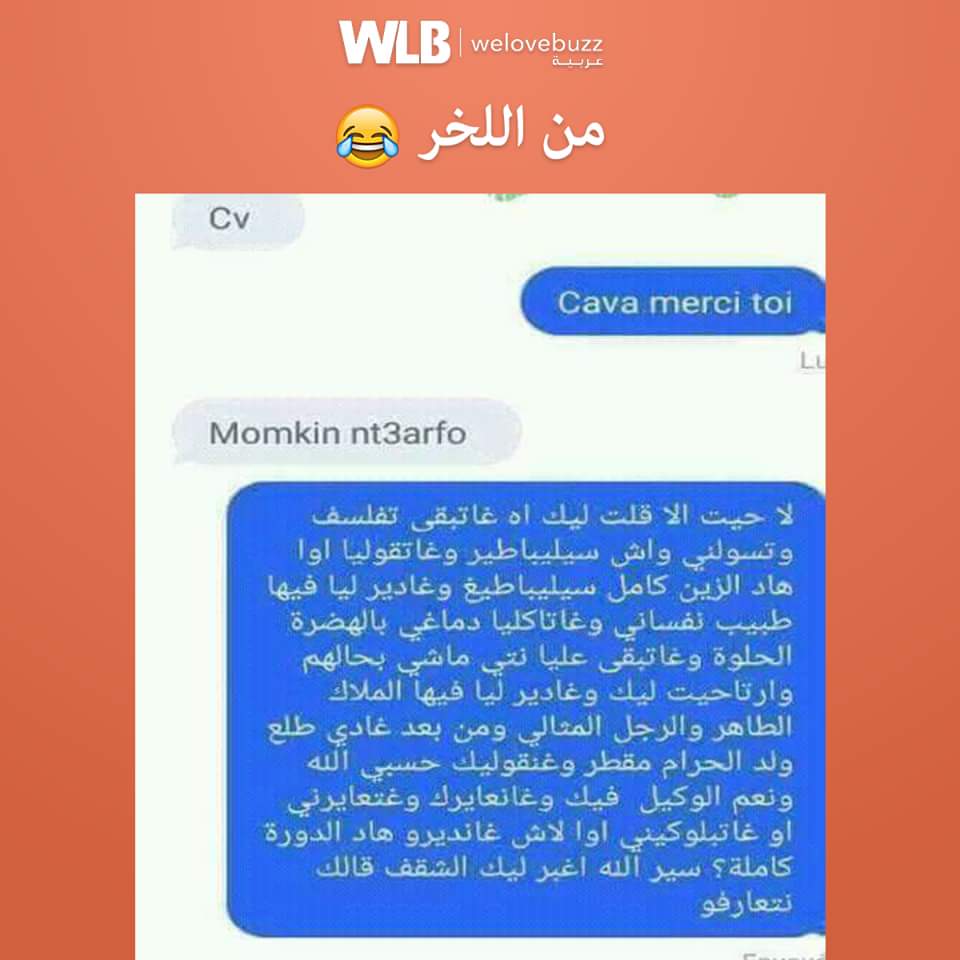 WLB | welovebuzz
عربية
من اللخر 😂
Cv
Cava merci toi
Lu
Momkin nt3arfo
لا حيت الا قلت ليك اه غاتبقى تفلسف
وتسولني واش سيليباطير وغاتقوليا اوا
هاد الزين كامل سيليباطيغ وغادير ليا فيها
طبيب نفساني وغاتاكليا دماغي بالهضرة
الحلوة وغاتبقى عليا نتي ماشي بحالهم
وارتاحيت ليك وغادير ليا فيها الملاك
الطاهر والرجل المثالي ومن بعد غادي طلع
ولد الحرام مقطر وغنقوليك حسبي الله
ونعم الوكيل فيك وغانعايرك وغتعايرني
او غاتبلوكيني اوا لاش غانديرو هاد الدورة
كاملة؟ سير الله اغبر ليك الشقف قالك
نتعارفو